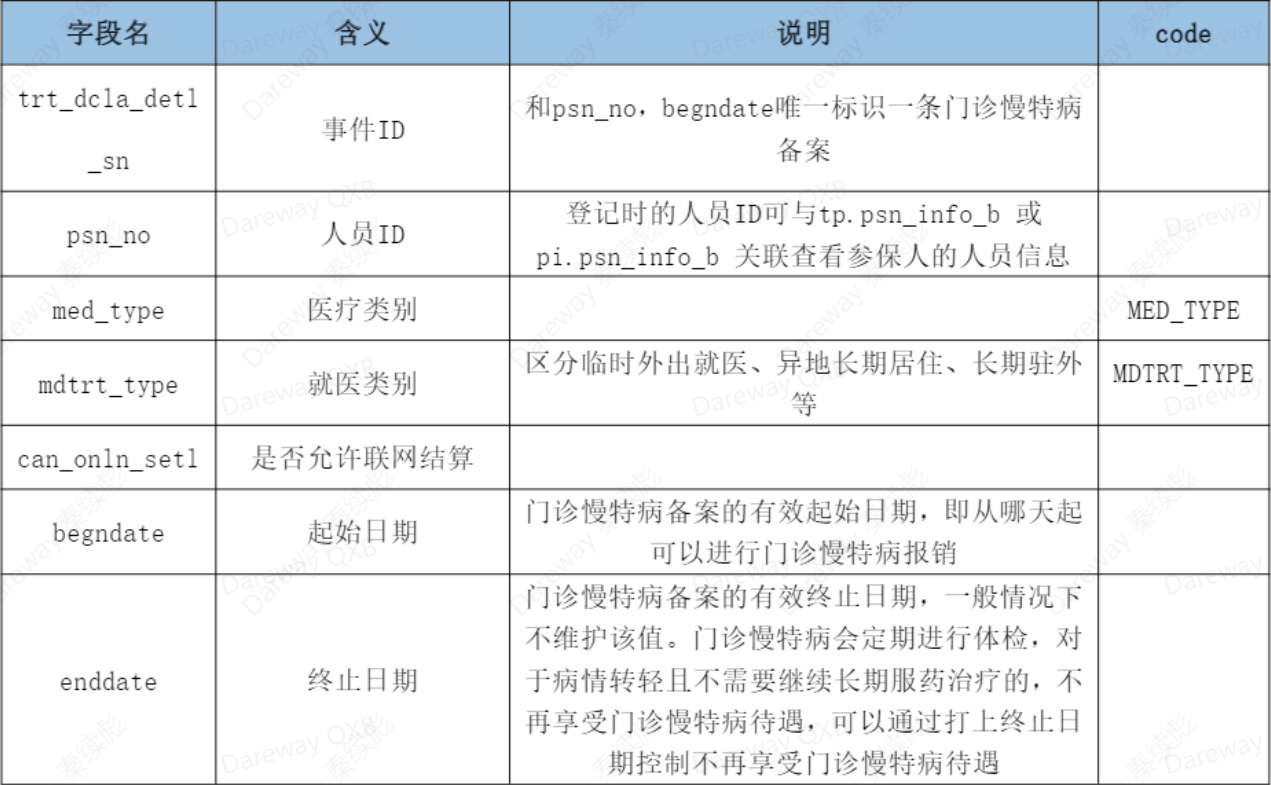 字段名 含义 说明 code
trt_dcla_detl
_sn
事件ID
和psn_no，begndate唯一标识一条门诊慢特病
备案
psn_no
人员ID
登记时的人员ID可与tp.psn_info_b 或
pi.psn_info_b 关联查看参保人的人员信息
med_type 医疗类别 MED_TYPE
mdtrt_type
就医类别
区分临时外出就医、异地长期居住、长期驻外
等
MDTRT_TYPE
can_onln_setl 是否允许联网结算
begndate
起始日期
门诊慢特病备案的有效起始日期，即从哪天起
可以进行门诊慢特病报销
enddate
终止日期
门诊慢特病备案的有效终止日期，一般情况下
不维护该值。门诊慢特病会定期进行体检，对
于病情转轻且不需要继续长期服药治疗的，不
再享受门诊慢特病待遇，可以通过打上终止日
期控制不再享受门诊慢特病待遇
Dareway QXB
Dareway 秦续彪